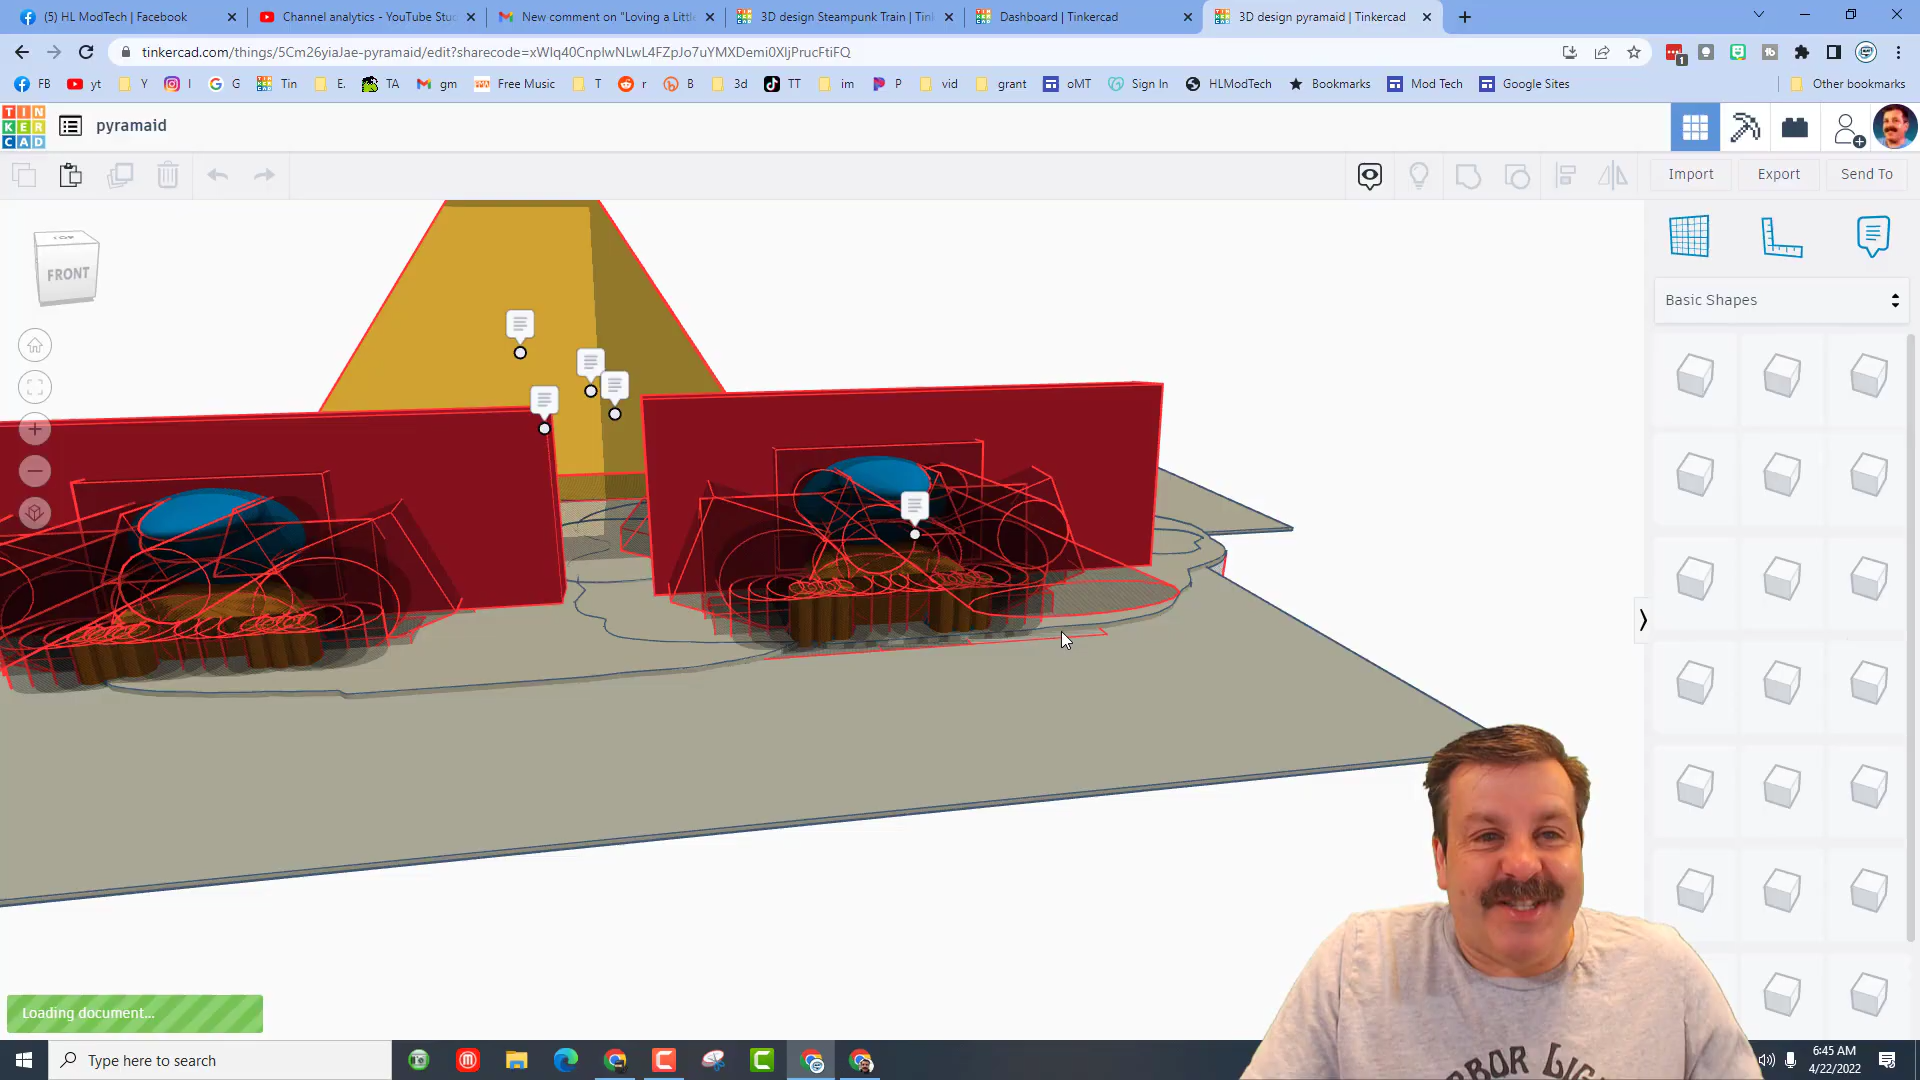 (5) HL ModTech | Facebook
Channel analytics - YouTube Stu
New comment on "Loving a Littl
3D design Steampunk Train | Tin
Dashboard | Tinkercad
3D design pyramaid | Tinkercad
tinkercad.com/things/5Cm26yiaJae-pyramaid/edit?sharecode=xWIq40CnplwNLwL4FZpJo7uYMXDemi0XljPrucFtiFQ
1
FB
yt
Y
I
G
Tin
E.
TA
gm
Free Music
T
r
B
3d
TT
im
P
vid
grant
oMT
Sign In
HLModTech
Bookmarks
Mod Tech
Google Sites
Other bookmarks
TIN
KER
CAD
pyramaid
Import
Export
Send To
TOP
FRONT
Basic Shapes
Loading document...
Type here to search
6:45 AM
4/22/2022